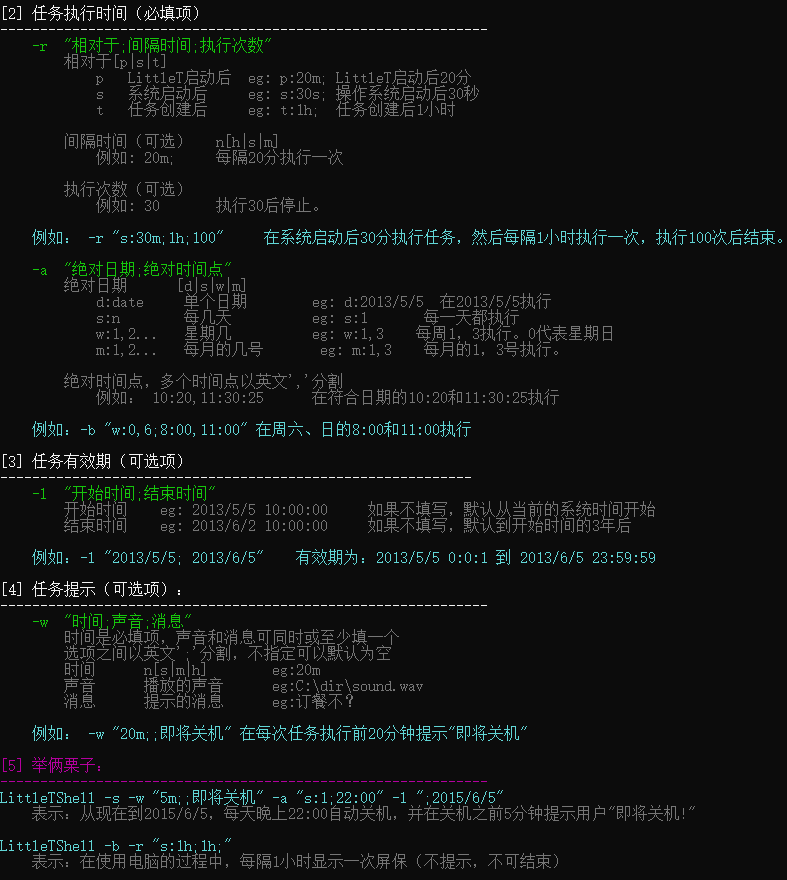 [2] 任务执行时间（必填项）
-------------------------------------------------------------
-r "相对于;间隔时间;执行次数"
相对于[p|s|t]
p LittleT启动后 eg: p:20m; LittleT启动后20分
s 系统启动后 eg: s:30s; 操作系统启动后30秒
t 任务创建后 eg: t:1h; 任务创建后1小时
间隔时间（可选） n[h|s|m]
例如: 20m; 每隔20分执行一次
执行次数（可选）
例如: 30 执行30后停止。
例如： -r "s:30m;1h;100" 在系统启动后30分执行任务，然后每隔1小时执行一次，执行100次后结束。
-a "绝对日期;绝对时间点"
绝对日期 [d|s|w|m]
d:date 单个日期 eg: d:2013/5/5 在2013/5/5执行
s:n 每几天 eg: s:1 每一天都执行
w:1,2... 星期几 eg: w:1,3 每周1，3执行。0代表星期日
m:1,2... 每月的几号 eg: m:1,3 每月的1，3号执行。
绝对时间点，多个时间点以英文','分割
例如： 10:20,11:30:25 在符合日期的10:20和11:30:25执行
例如：-b "w:0,6;8:00,11:00" 在周六、日的8:00和11:00执行
[3] 任务有效期（可选项）
-----------------------------------------------------------
-l "开始时间;结束时间"
开始时间 eg: 2013/5/5 10:00:00 如果不填写，默认从当前的系统时间开始
结束时间 eg: 2013/6/2 10:00:00 如果不填写，默认到开始时间的3年后
例如：-l "2013/5/5; 2013/6/5" 有效期为：2013/5/5 0:0:1 到 2013/6/5 23:59:59
[4] 任务提示（可选项）：
-------------------------------------------------------------
-w "时间;声音;消息"
时间是必填项，声音和消息可同时或至少填一个
选项之间以英文';'分割，不指定可以默认为空
时间 n[s|m|h] eg:20m
声音 播放的声音 eg:C:\dir\sound.wav
消息 提示的消息 eg:订餐不？
例如： -w "20m;;即将关机" 在每次任务执行前20分钟提示"即将关机"
[5] 举俩栗子：
-------------------------------------------------------------
LittleTShell -s -w "5m;;即将关机" -a "s:1;22:00" -l ";2015/6/5"
表示：从现在到2015/6/5，每天晚上22:00自动关机，并在关机之前5分钟提示用户"即将关机!"
LittleTShell -b -r "s:1h;1h;"
表示：在使用电脑的过程中，每隔1小时显示一次屏保（不提示，不可结束）